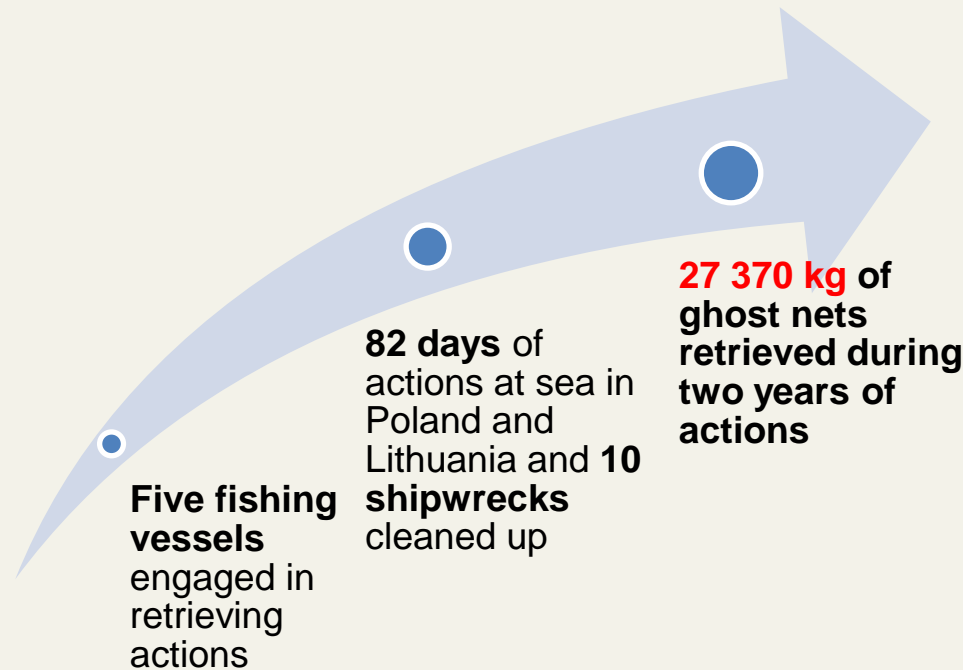 Five fishing
vessels
engaged in
retrieving
actions
82 days of
actions at sea in
Poland and
Lithuania and 10
shipwrecks
cleaned up
27 370 kg of
ghost nets
retrieved during
two years of
actions